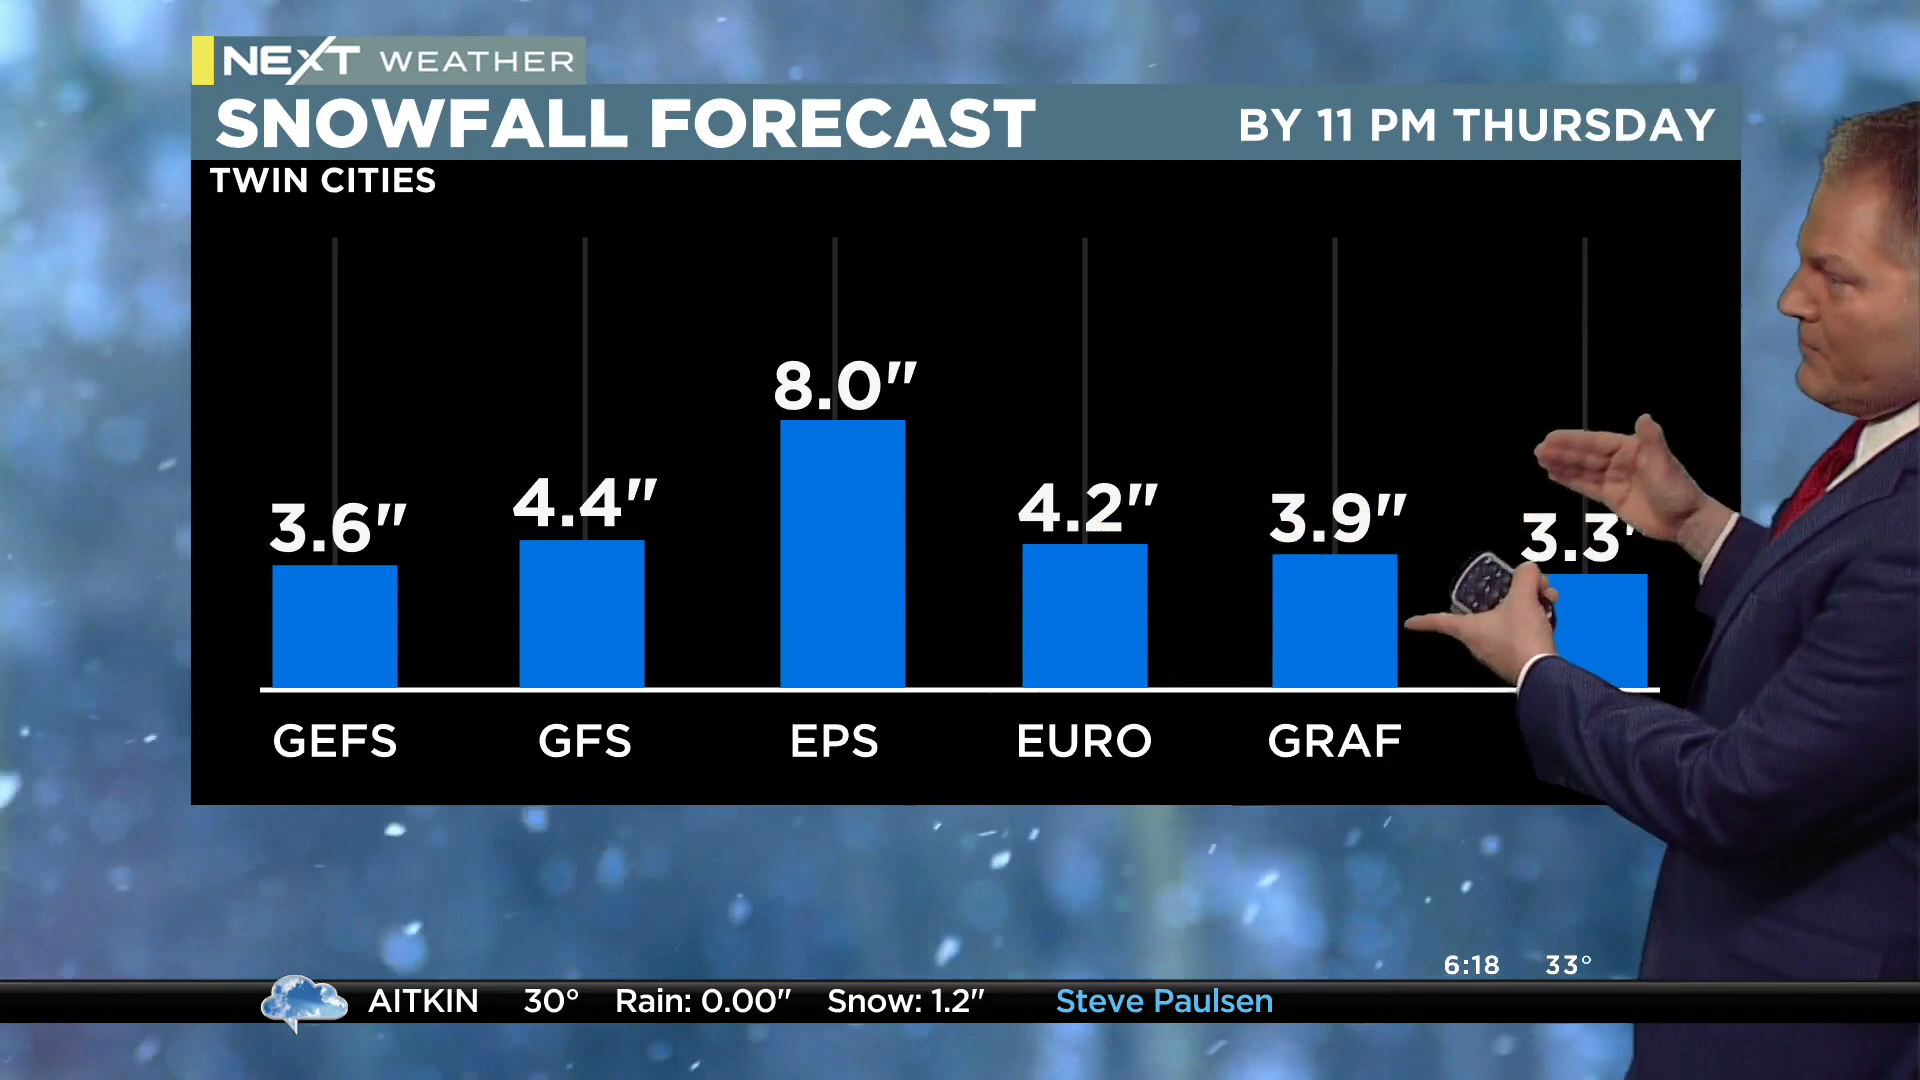 NEXT WEATHER
SNOWFALL FORECAST
BY 11 PM THURSDAY
TWIN CITIES
3.6"
4.4"
8.0"
4.2"
3.9"
3.3"
GEFS
GFS
EPS
EURO
GRAF
6:18 33°
AITKIN 30° Rain: 0.00" Snow: 1.2" Steve Paulsen